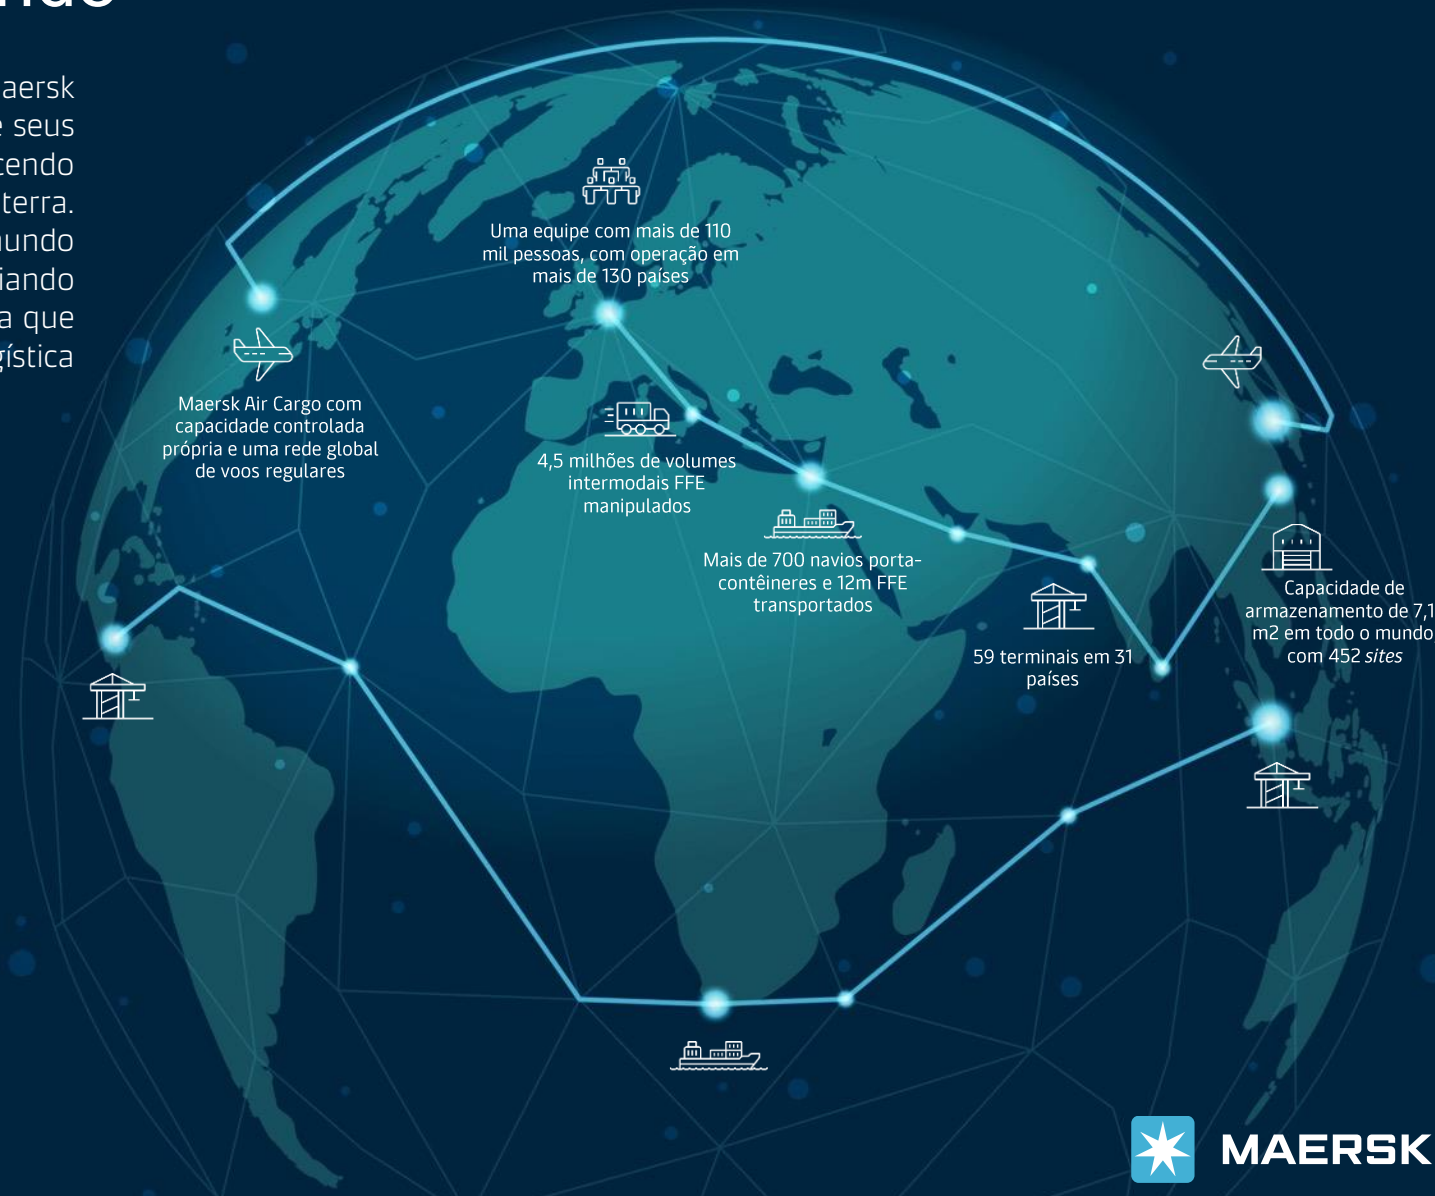 aersk
e seus
cendo
terra.
undo
iando
a que
gística
Uma equipe com mais de 110
mil pessoas, com operação em
mais de 130 países
Maersk Air Cargo com
capacidade controlada
própria e uma rede global
de voos regulares
4,5 milhões de volumes
intermodais FFE
manipulados
Mais de 700 navios porta-
contêineres e 12m FFE
transportados
59 terminais em 31
países
Capacidade de
armazenamento de 7,1
m2 em todo o mundo
com 452 sites
MAERSK